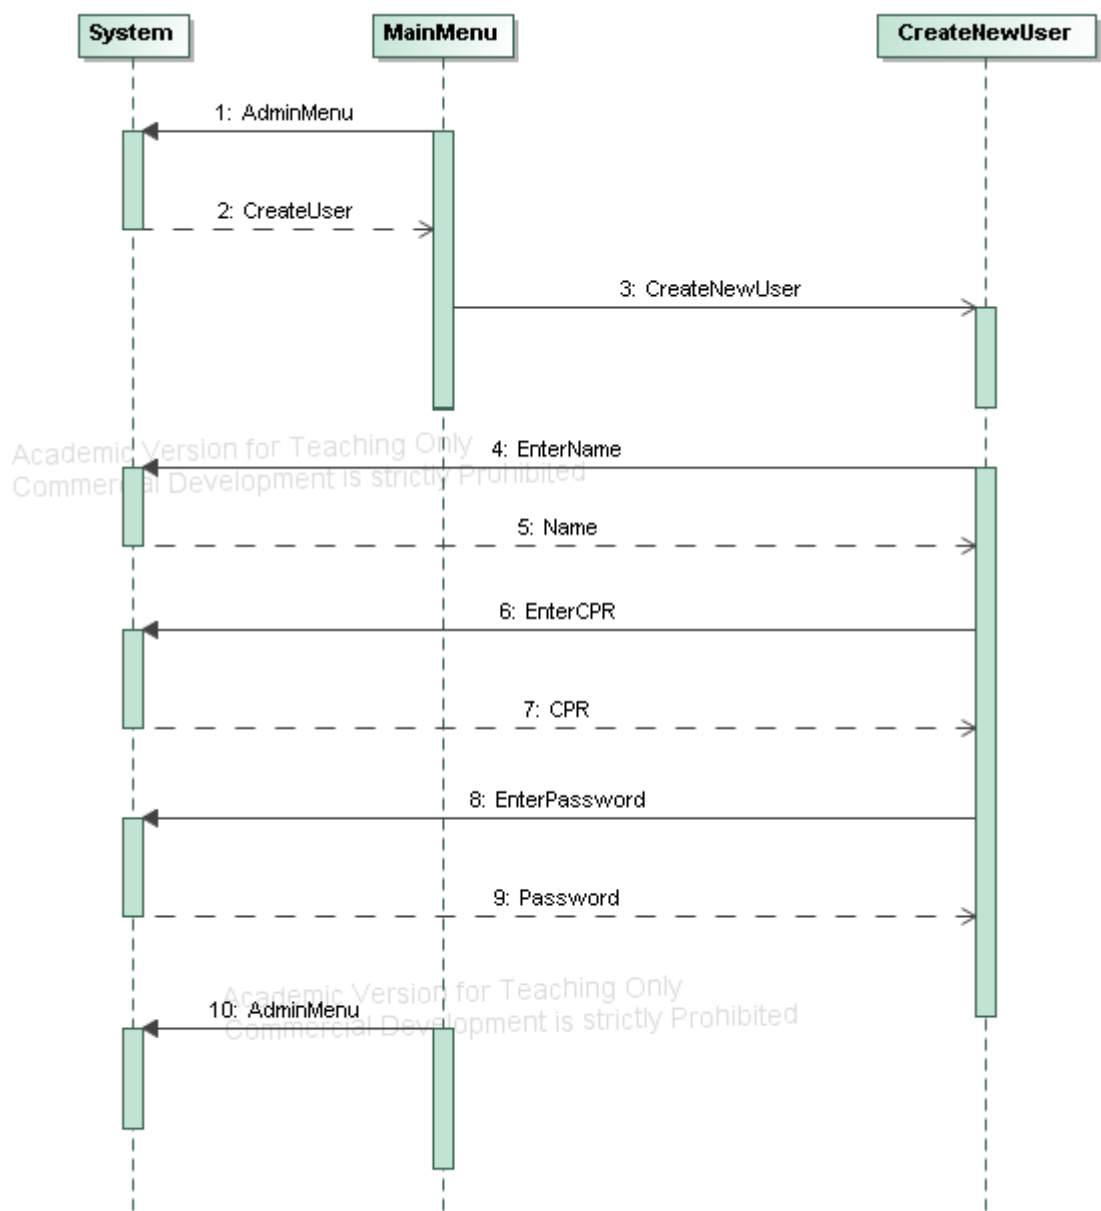 System
MainMenu
CreateNewUser
1: AdminMenu
2: CreateUser
3: CreateNewUser
Academic Version for Teaching Only
Commercial Development is strictly Prohibited
4: EnterName
5: Name
6: EnterCPR
7: CPR
8: EnterPassword
9: Password
Academic Version for Teaching Only
Commercial Development is strictly Prohibited
10: AdminMenu